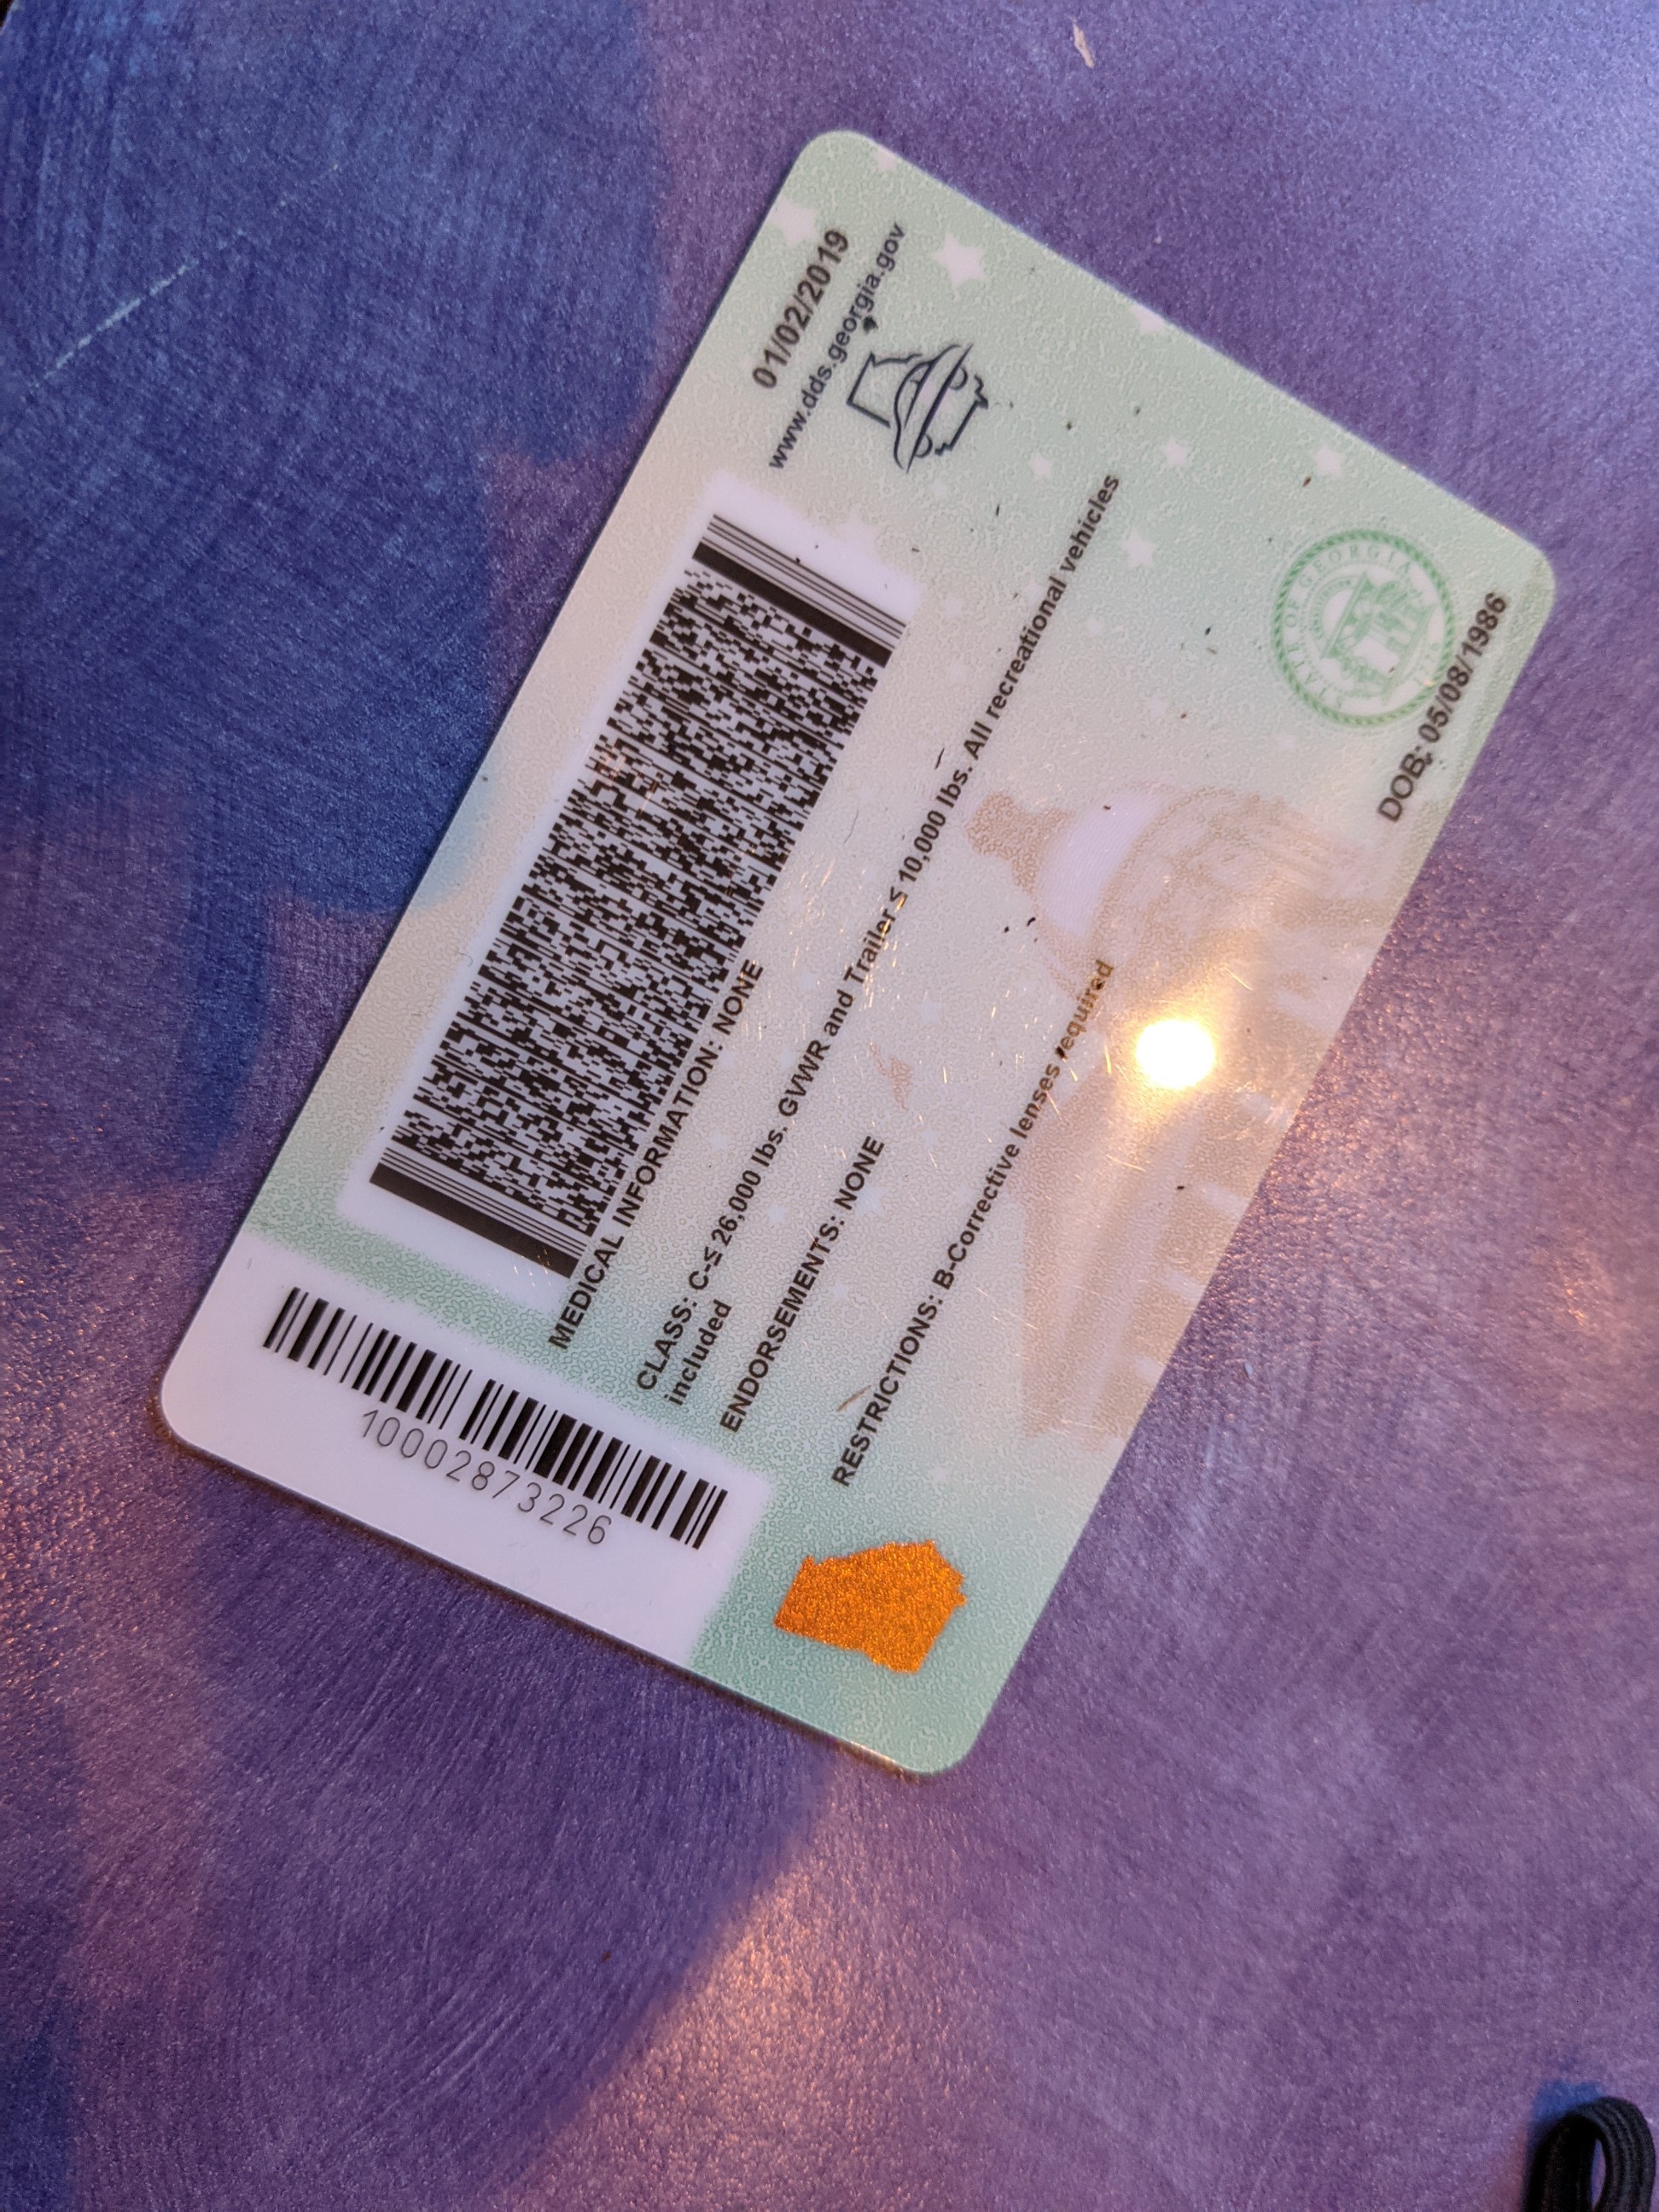 01/02/2019
www.dds.georgia.gov
MEDICAL INFORMATION: NONE
CLASS: C-≤ 26,000 lbs. GVWR and Trailer ≤ 10,000 lbs. All recreational vehicles
included
ENDORSEMENTS: NONE
RESTRICTIONS: B-Corrective lenses required
DOB: 05/08/1986
STATE OF GEORGIA
1776
10002873226